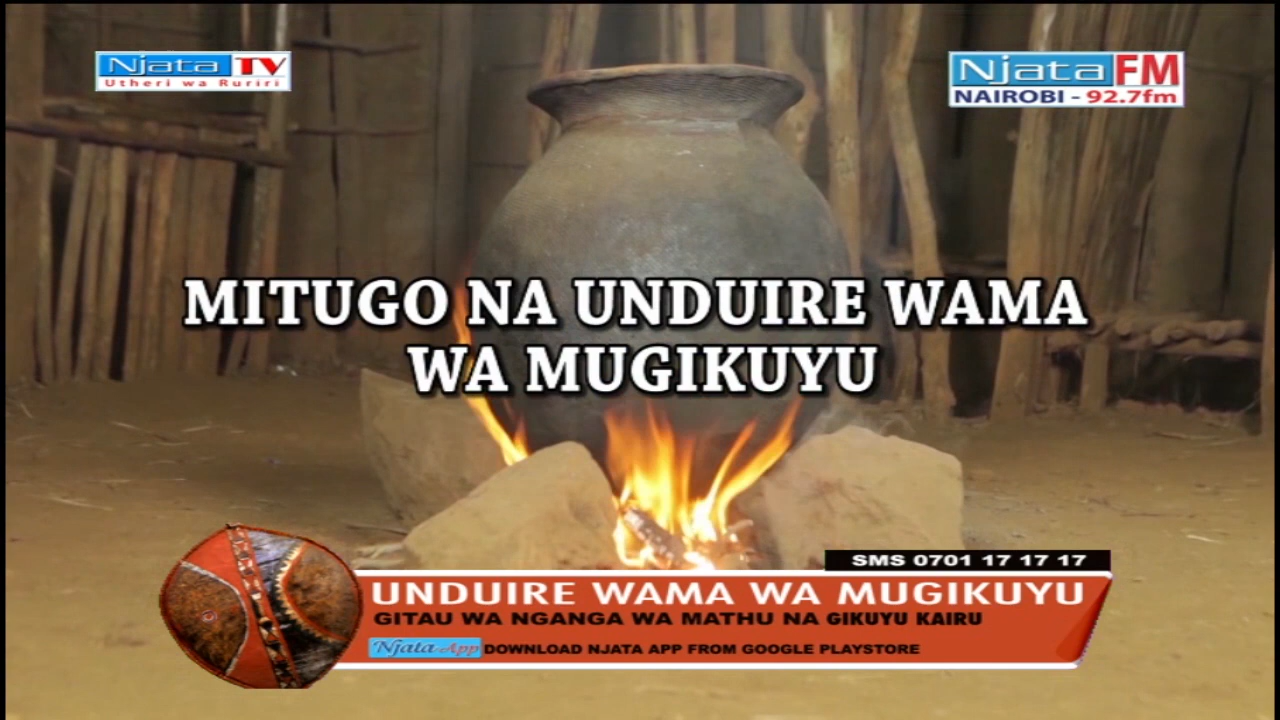 Njata TV
Utheri wa Ruriri
Njata FM
NAIROBI - 92.7fm
MITUGO NA UNDUIRE WAMA
WA MUGIKUYU
SMS 0701 17 17 17
UNDUIRE WAMA WA MUGIKUYU
GITAU WA NGANGA WA MATHU NA GIKUYU KAIRU
Njata App DOWNLOAD NJATA APP FROM GOOGLE PLAYSTORE